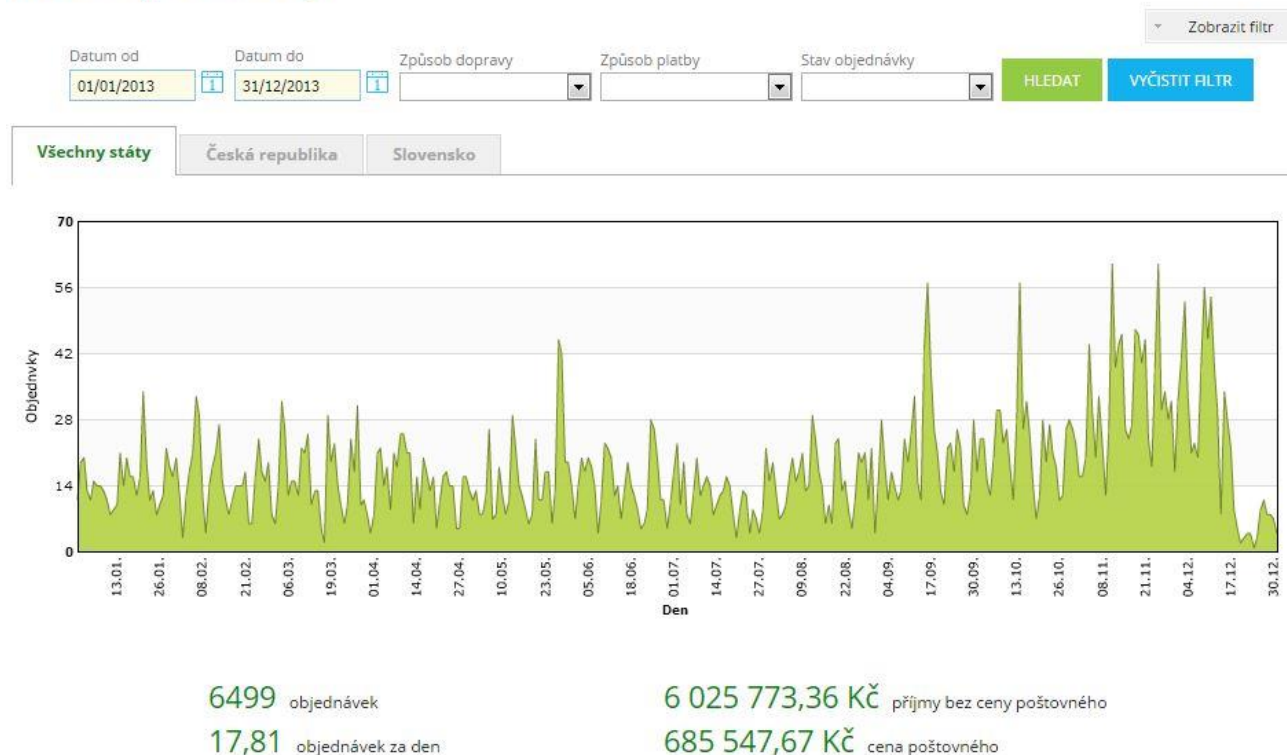 Zobrazit filtr
Datum od Datum do Způsob dopravy Způsob platby Stav objednávky
01/01/2013 1 31/12/2013 1 HLEDAT VYČISTIT FILTR
Všechny státy Česká republika Slovensko
70
56
42
28
14
0
Objednvky
13.01. 26.01. 08.02. 21.02. 06.03. 19.03. 01.04. 14.04. 27.04. 10.05. 23.05. 05.06. 18.06. 01.07. 14.07. 27.07. 09.08. 22.08. 04.09. 17.09. 30.09. 13.10. 26.10. 08.11. 21.11. 04.12. 17.12. 30.12.
Den
6499 objednávek 6 025 773,36 Kč příjmy bez ceny poštovného
17,81 objednávek za den 685 547,67 Kč cena poštovného